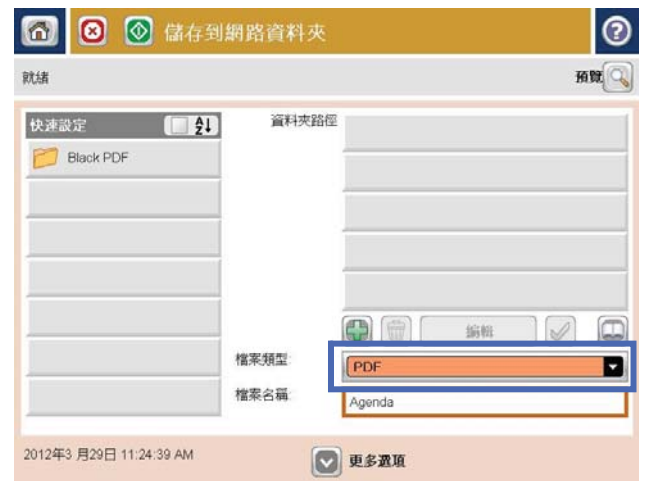 儲存到網路資料夾
就緒
預覽
快速設定
資料夾路徑
Black PDF
編輯
檔案類型:
PDF
檔案名稱:
Agenda
2012年3 月29日 11:24:39 AM
更多選項